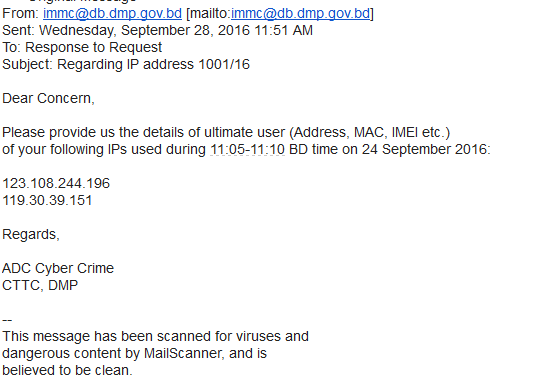 From: immc@db.dmp.gov.bd [mailto:immc@db.dmp.gov.bd]
Sent: Wednesday, September 28, 2016 11:51 AM
To: Response to Request
Subject: Regarding IP address 1001/16
Dear Concern,
Please provide us the details of ultimate user (Address, MAC, IMEI etc.)
of your following IPs used during 11:05-11:10 BD time on 24 September 2016:
123.108.244.196
119.30.39.151
Regards,
ADC Cyber Crime
CTTC, DMP
--
This message has been scanned for viruses and
dangerous content by MailScanner, and is
believed to be clean.